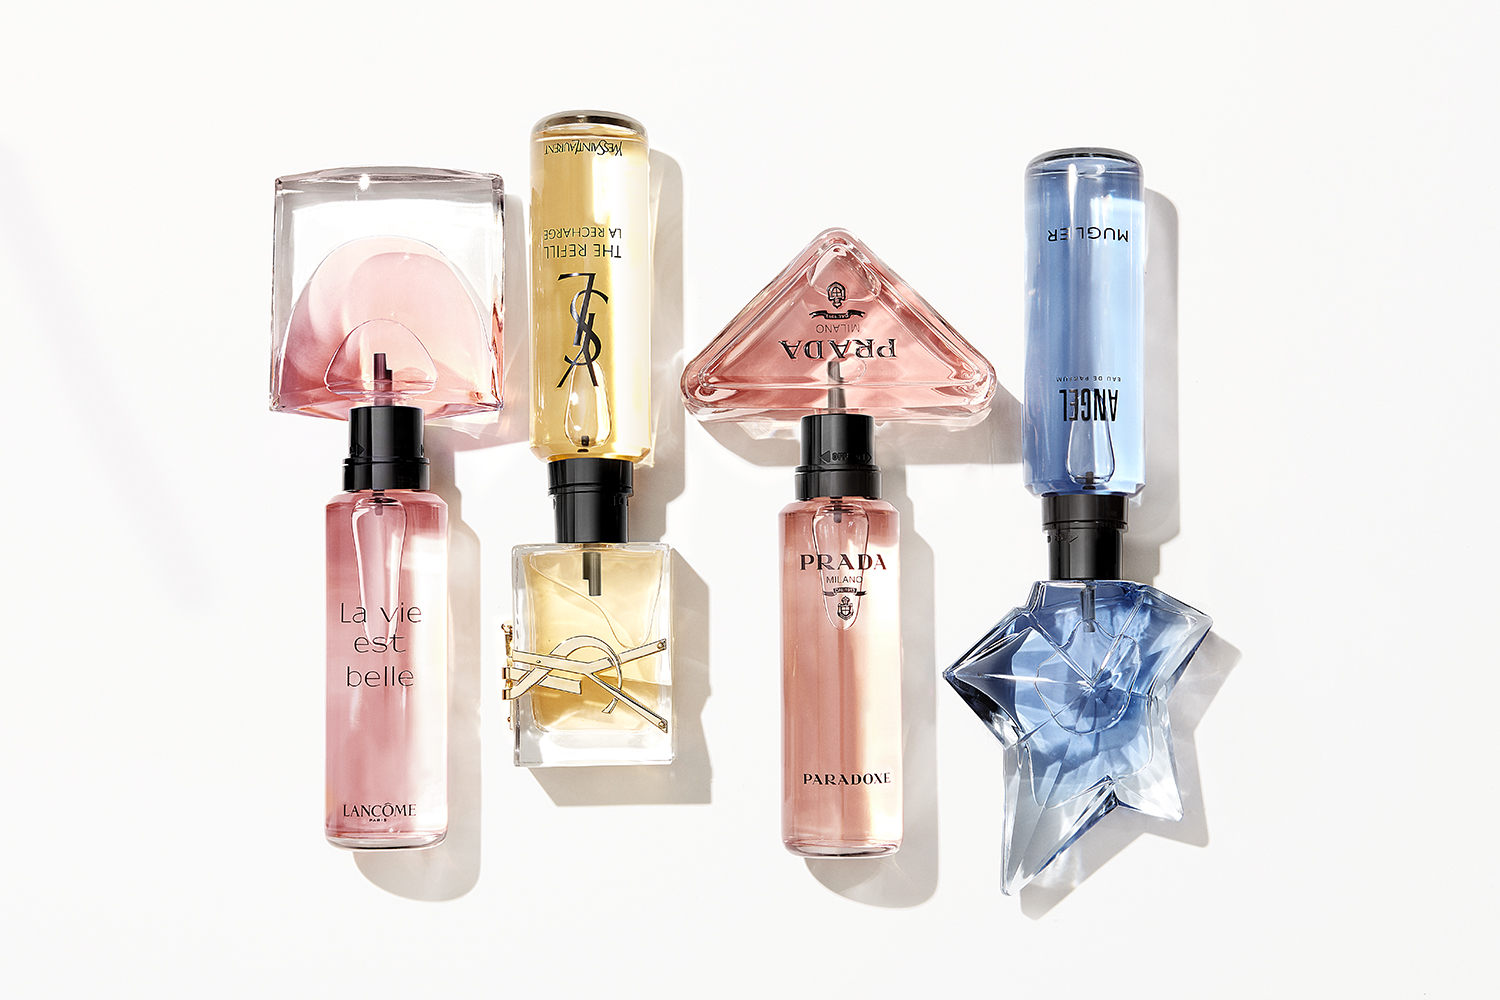 La vie
est
belle
LANCÔME
PARIS
YVESSAINTLAURENT
LA RECHARGE
THE REFILL
YSL
MILANO
PRADA
PRADA
MILANO
PARADOXE
MUGLER
EAU DE PARFUM
ANGEL